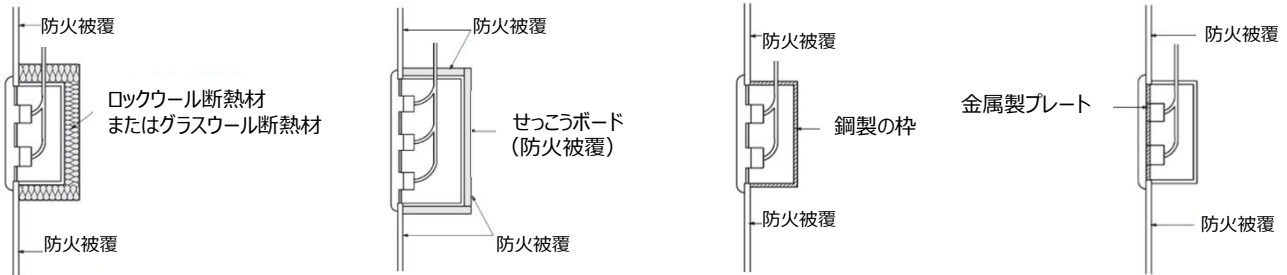 防火被覆
ロックウール断熱材
またはグラスウール断熱材
防火被覆
防火被覆
せっこうボード
（防火被覆）
防火被覆
防火被覆
鋼製の枠
防火被覆
防火被覆
金属製プレート
防火被覆